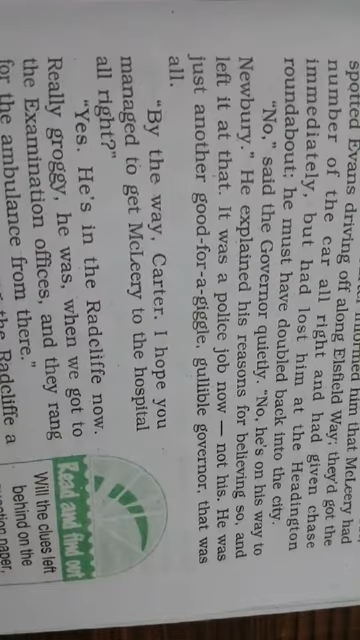 spotted Evans driving off along Elsfield Way; they'd got the
number of the car all right and had given chase
immediately, but had lost him at the Headington
roundabout; he must have doubled back into the city.
"No," said the Governor quietly. "No, he's on his way to
Newbury." He explained his reasons for believing so, and
left it at that. It was a police job now — not his. He was
just another good-for-a-giggle, gullible governor, that was
all.
"By the way, Carter. I hope you
managed to get McLeery to the hospital
all right?"
"Yes. He's in the Radcliffe now.
Really groggy, he was, when we got to
the Examination offices, and they rang
for the ambulance from there."
the Radcliffe a
Read and find out
Will the clues left
behind on the
question paper,